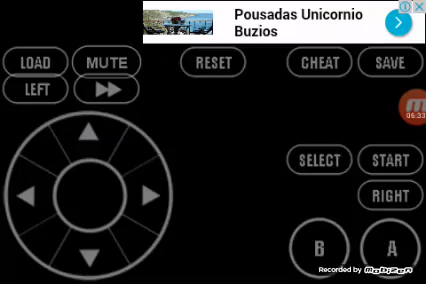 Pousadas Unicornio
Buzios
LOAD
MUTE
RESET
CHEAT
SAVE
LEFT
06:33
SELECT
START
RIGHT
B
A
Recorded by Mobizen